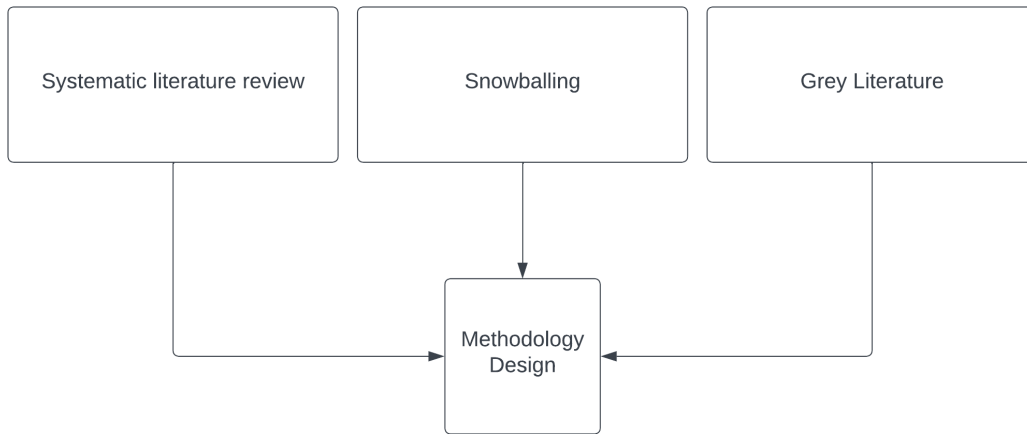 Systematic literature review
Snowballing
Grey Literature
Methodology
Design